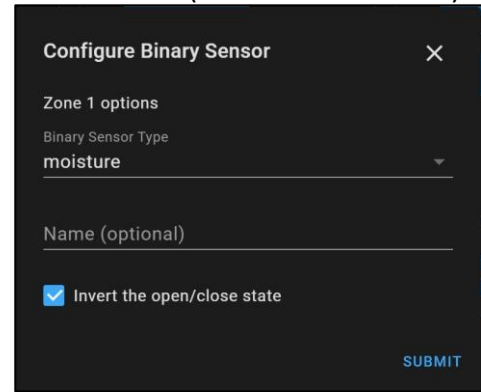 Configure Binary Sensor
Zone 1 options
Binary Sensor Type
moisture
Name (optional)
Invert the open/close state
SUBMIT